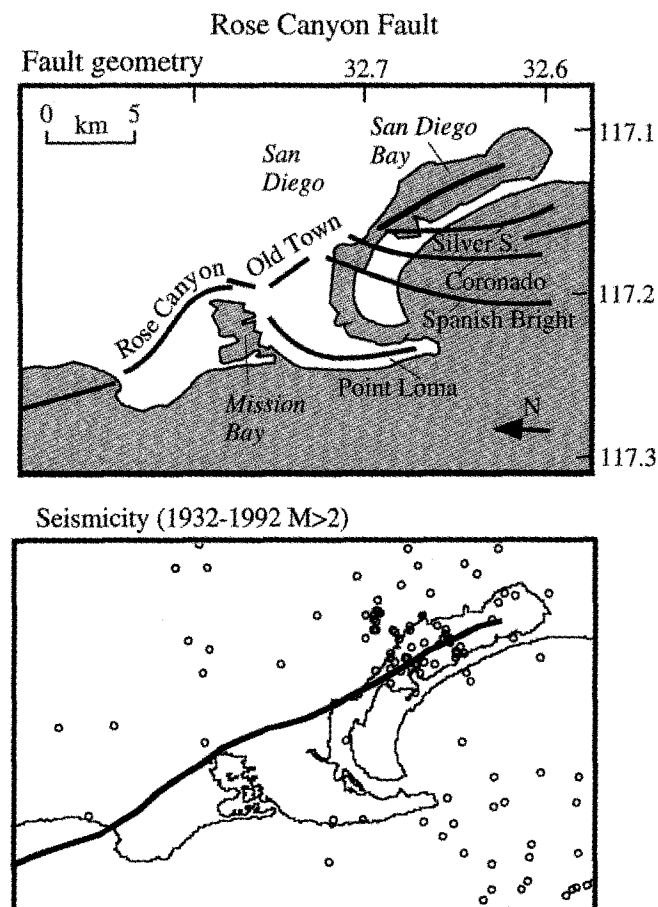 Rose Canyon Fault
Fault geometry
32.7
32.6
0 5
km
San Diego
Bay
117.1
San
Diego
Old Town
Silver S.
Rose Canyon
Coronado
117.2
Spanish Bright
Point Loma
Mission
Bay
N
117.3
Seismicity (1932-1992 M>2)